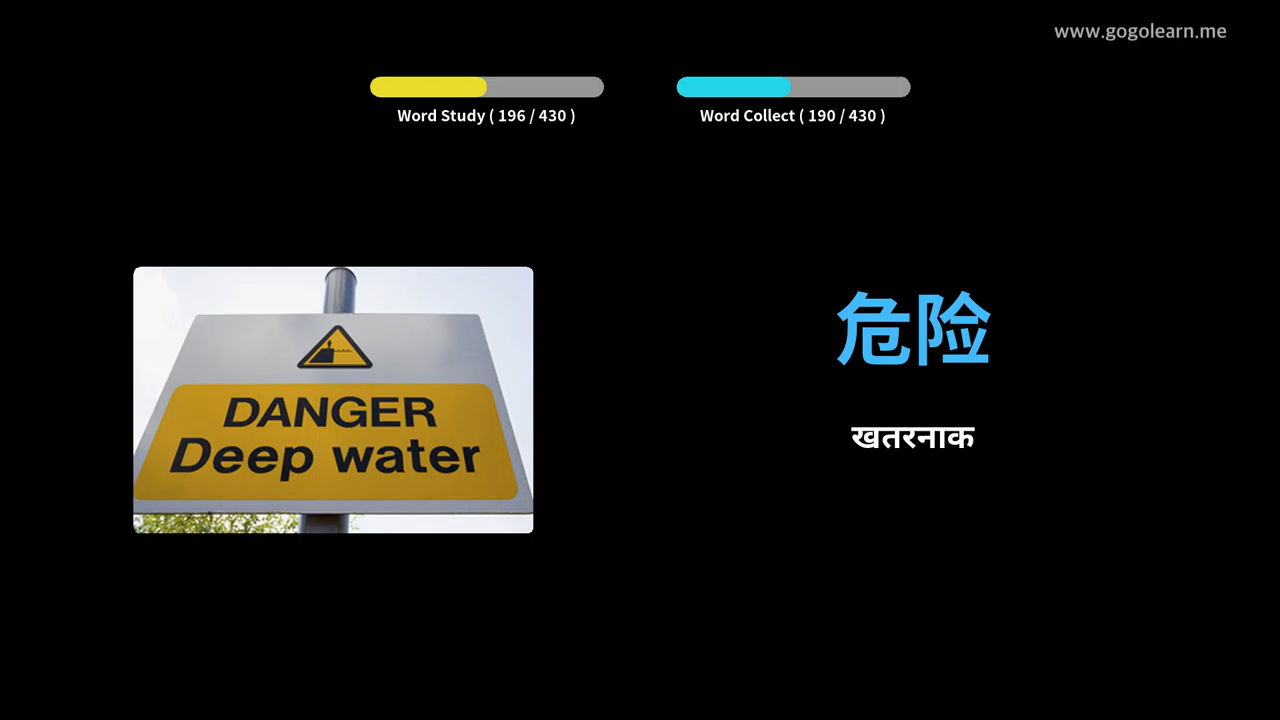 www.gogolearn.me
Word Study ( 196 / 430 )
Word Collect ( 190 / 430 )
DANGER
Deep water
危险
खतरनाक